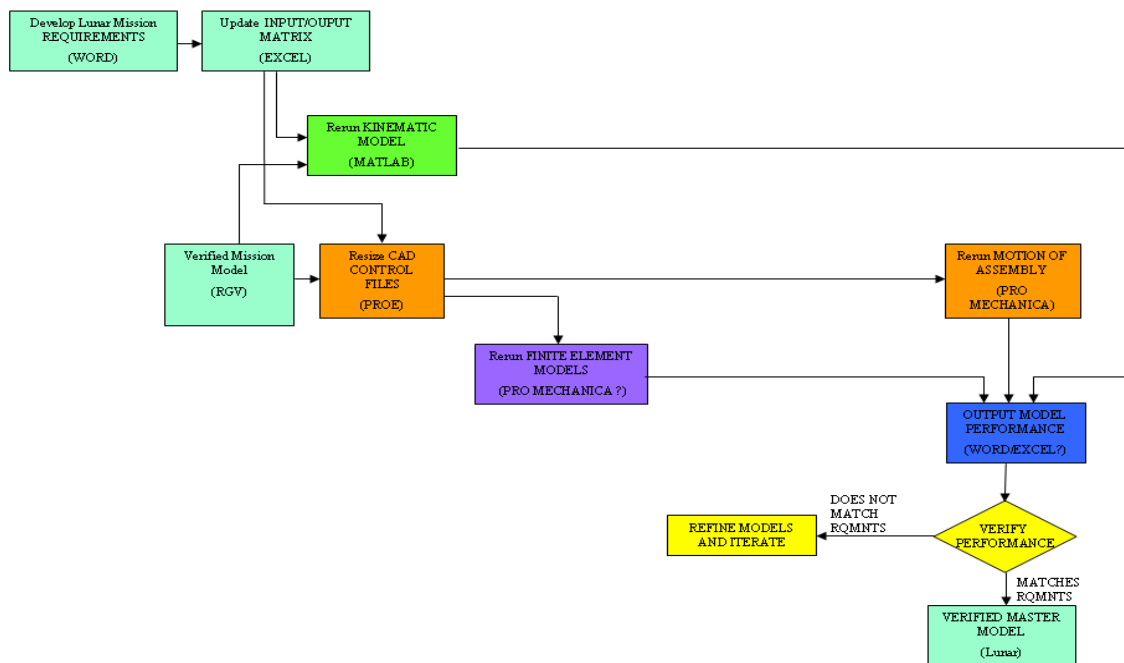 Develop Lunar Mission
REQUIREMENTS
(WORD)
Update INPUT/OUPUT
MATRIX
(EXCEL)
Rerun KINEMATIC
MODEL
(MATLAB)
Verified Mission
Model
(RGV)
Resize CAD
CONTROL
FILES
(PROE)
Rerun MOTION OF
ASSEMBLY
(PRO
MECHANICA)
Rerun FINITE ELEMENT
MODELS
(PRO MECHANICA ?)
OUTPUT MODEL
PERFORMANCE
(WORD/EXCEL?)
DOES NOT
MATCH
RQMNTS
REFINE MODELS
AND ITERATE
VERIFY
PERFORMANCE
MATCHES
RQMNTS
VERIFIED MASTER
MODEL
(Lunar)